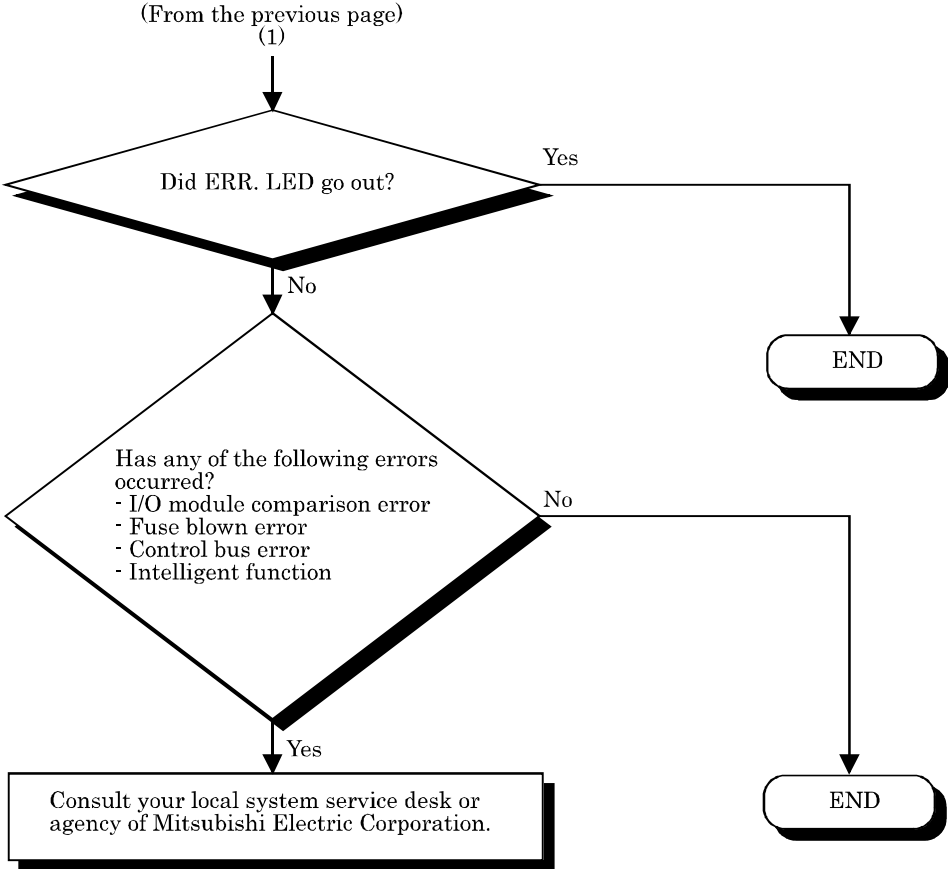 (From the previous page)
(1)
Yes
Did ERR. LED go out?
No
END
Has any of the following errors
occurred?
- I/O module comparison error
- Fuse blown error
- Control bus error
- Intelligent function
No
Yes
Consult your local system service desk or
agency of Mitsubishi Electric Corporation.
END